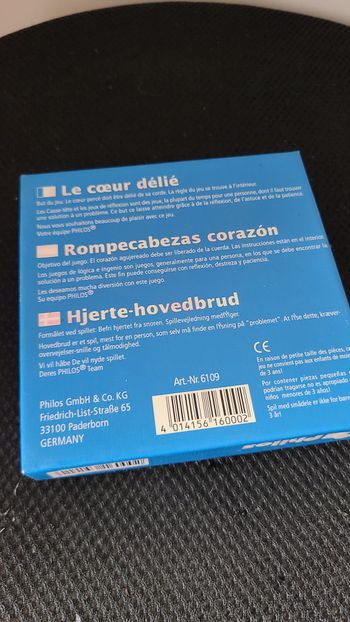 Le cœur délié
But du jeu: Le cœur percé doit être délié de sa corde. La règle du jeu se trouve à l'intérieur.
Les Casse-tête et les jeux de réflexion sont des jeux, la plupart du temps pour une personne, dont il faut trouver
une solution à un problème. Ce but ce laisse atteindre grâce à de la réflexion, de l'astuce et de la patience.
Nous vous souhaitons beaucoup de plaisir avec ce jeu.
Votre équipe PHILOS®
Rompecabezas corazón
Objetivo del juego: El corazón agujereado debe ser liberado de la cuerda. Las instrucciones están en el interior.
Los juegos de lógica e ingenio son juegos, generalmente para una persona, en los que se debe encontrar la
solución a un problema. Este fin puede conseguirse con reflexión, destreza y paciencia.
Les deseamos mucha diversión con este juego.
Su equipo PHILOS®
Hjerte-hovedbrud
Formålet ved spillet: Befri hjertet fra snoren. Spillevejledning medfÿlger.
Hovedbrud er et spil, mest for en person, som selv må finde en lÝsning på "problemet". At lÝse dette, kræver
overvejelser-snille og tålmodighed.
Vi vil håbe De vil nyde spillet.
Deres PHILOS® Team
Art.-Nr. 6109
Philos GmbH & Co. KG
Friedrich-List-Straße 65
33100 Paderborn
GERMANY
4 014156 160002
CE
En raison de petite taille des pièces,
jeu ne convient pas aux enfants de moins
de 3 ans!
Por contener piezas pequeñas
podrían tragarse no es apropiado
niños menores de 3 años!
Spil med smådele er ikke for børn
3 år!
Philos